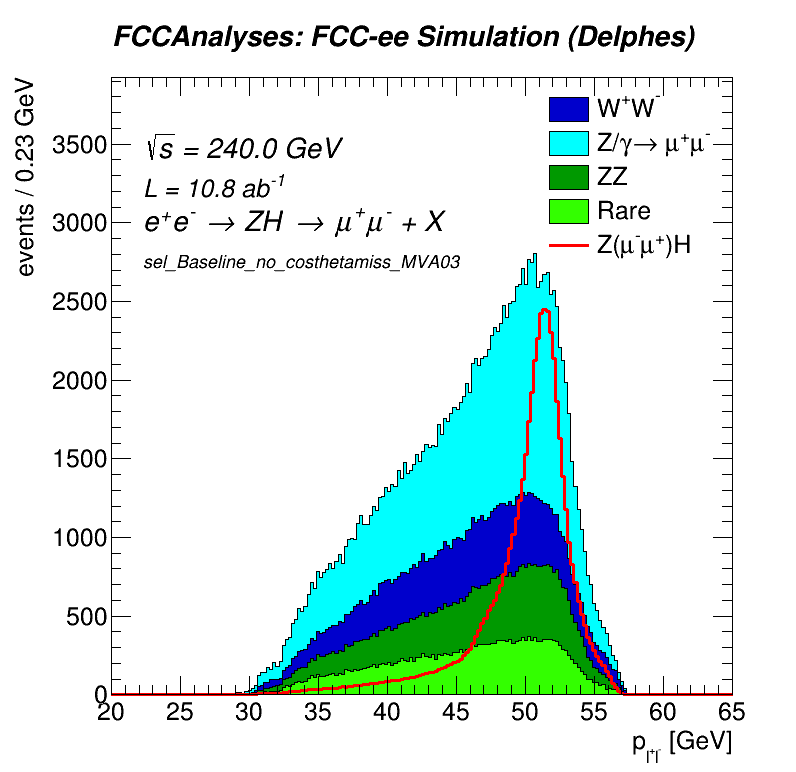 FCCAnalyses: FCC-ee Simulation (Delphes)
events / 0.23 GeV
√s = 240.0 GeV
L = 10.8 ab⁻¹
e⁺e⁻ → ZH → μ⁺μ⁻ + X
sel_Baseline_no_costhetamiss_MVA03
W⁺W⁻
Z/γ→ μ⁺μ⁻
ZZ
Rare
Z(μ⁻μ⁺)H
3500
3000
2500
2000
1500
1000
500
0
20 25 30 35 40 45 50 55 60 65
p_l⁺l⁻ [GeV]